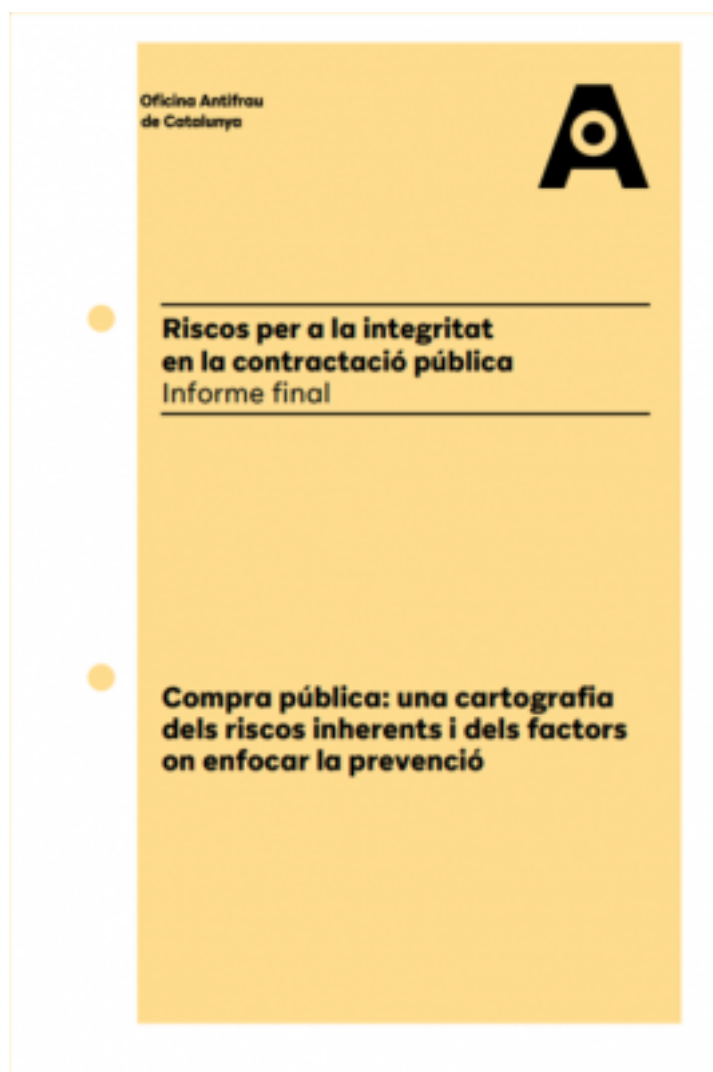 Oficina Antifrau
de Catalunya
Riscos per a la integritat
en la contractació pública
Informe final
Compra pública: una cartografia
dels riscos inherents i dels factors
on enfocar la prevenció